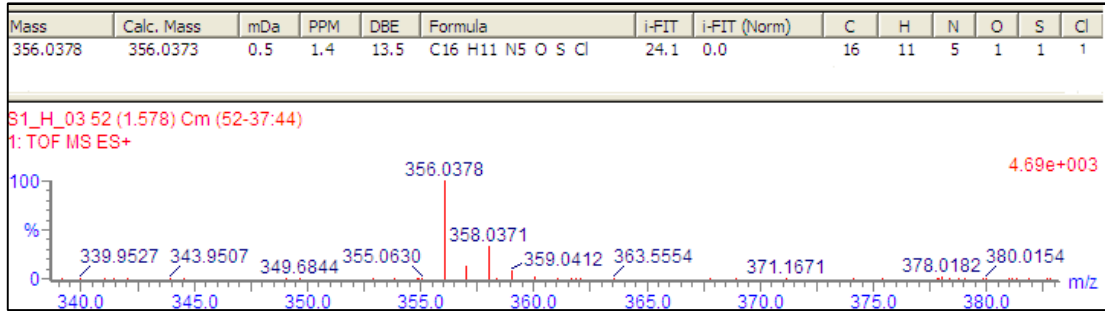 Mass Calc. Mass mDa PPM DBE Formula i-FIT i-FIT (Norm) C H N O S Cl
356.0378 356.0373 0.5 1.4 13.5 C16 H11 N5 O S Cl 24.1 0.0 16 11 5 1 1 1
S1_H_03 52 (1.578) Cm (52-37:44)
1: TOF MS ES+
4.69e+003
356.0378
100
%
358.0371
339.9527 343.9507 349.6844 355.0630 359.0412 363.5554 371.1671 378.0182 380.0154
0
m/z
340.0 345.0 350.0 355.0 360.0 365.0 370.0 375.0 380.0